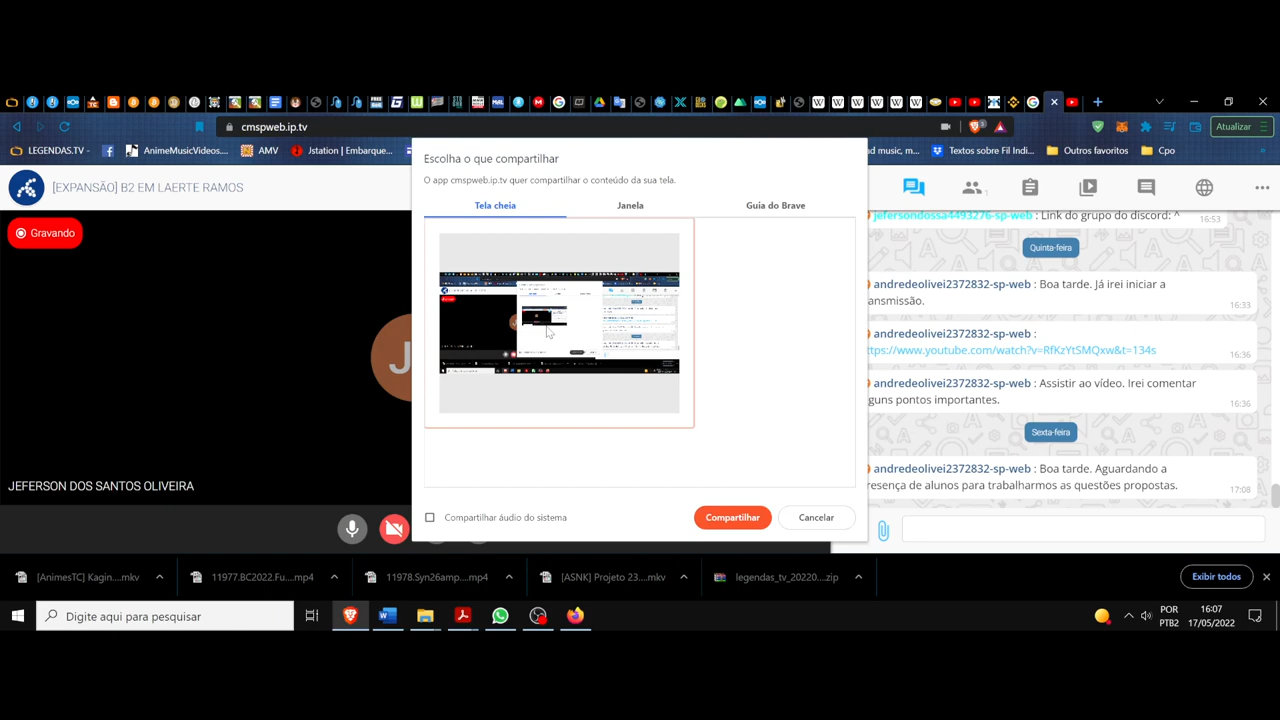 cmspweb.ip.tv
Atualizar
LEGENDAS.TV -
AnimeMusicVideos....
AMV
Jstation | Embarque...
ad music, m...
Textos sobre Fil Indi...
Outros favoritos
Cpo
[EXPANSÃO] B2 EM LAERTE RAMOS
1
Gravando
J
JEFERSON DOS SANTOS OLIVEIRA
Escolha o que compartilhar
O app cmspweb.ip.tv quer compartilhar o conteúdo da sua tela.
Tela cheia
Janela
Guia do Brave
Compartilhar áudio do sistema
Compartilhar
Cancelar
jefersondossa4493276-sp-web : Link do grupo do discord: ^
16:53
Quinta-feira
andredeolivei2372832-sp-web : Boa tarde. Já irei iniciar a
ansmissão.
16:33
andredeolivei2372832-sp-web :
ttps://www.youtube.com/watch?v=RfKzYtSMQxw&t=134s
16:36
andredeolivei2372832-sp-web : Assistir ao vídeo. Irei comentar
guns pontos importantes.
16:36
Sexta-feira
andredeolivei2372832-sp-web : Boa tarde. Aguardando a
resença de alunos para trabalharmos as questões propostas.
17:08
[AnimesTC] Kagin....mkv
11977.BC2022.Fu....mp4
11978.Syn26amp....mp4
[ASNK] Projeto 23....mkv
legendas_tv_20220....zip
Exibir todos
Digite aqui para pesquisar
POR
PTB2
16:07
17/05/2022